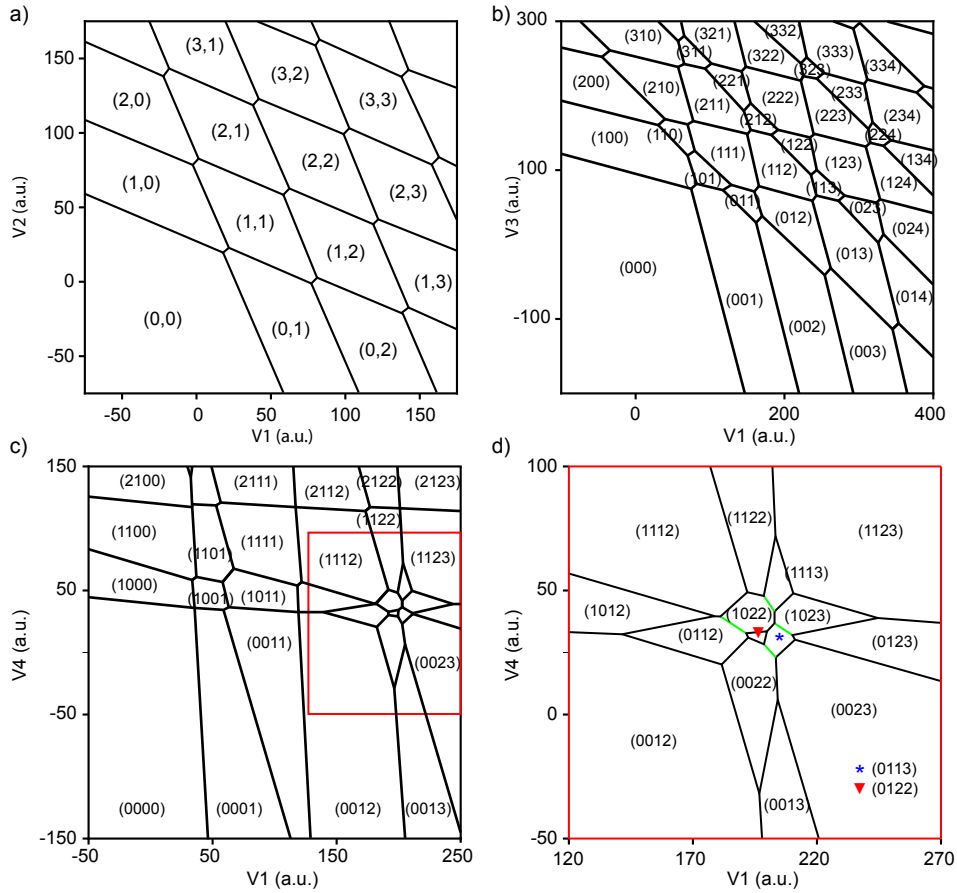 a)
b)
150
100
50
0
-50
V2 (a.u.)
-50 0 50 100 150
V1 (a.u.)
(3,1)
(3,2)
(2,0)
(3,3)
(2,1)
(2,2)
(1,0)
(2,3)
(1,1)
(1,2)
(1,3)
(0,0)
(0,1)
(0,2)
300
100
-100
V3 (a.u.)
0 200 400
V1 (a.u.)
(310) (321) (332)
(311) (322) (333)
(334)
(200) (210) (221) (323)
(211) (222) (233)
(223) (234)
(100) (110) (212)
(224)
(111) (122)
(123) (134)
(101) (112)
(113) (124)
(011) (012) (023)
(024)
(000) (013)
(001) (014)
(002)
(003)
c)
d)
150
50
-50
-150
V4 (a.u.)
-50 50 150 250
V1 (a.u.)
(2100) (2111) (2122) (2123)
(2112)
(1122)
(1100) (1101) (1111) (1112) (1123)
(1000) (1001) (1011)
(0011)
(0023)
(0000) (0001) (0012) (0013)
100
50
0
-50
V4 (a.u.)
120 170 220 270
V1 (a.u.)
(1112) (1122) (1123)
(1113)
(1012) (1022) (1023)
(0112) (0123)
(0022) (0023)
(0012)
* (0113)
(0122)
(0013)